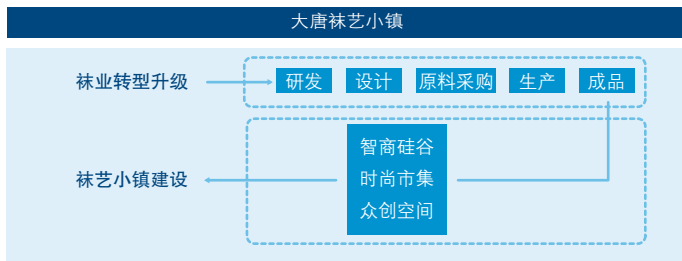 大唐袜艺小镇
袜业转型升级 研发 设计 原料采购 生产 成品
智商硅谷
袜艺小镇建设 时尚市集
众创空间